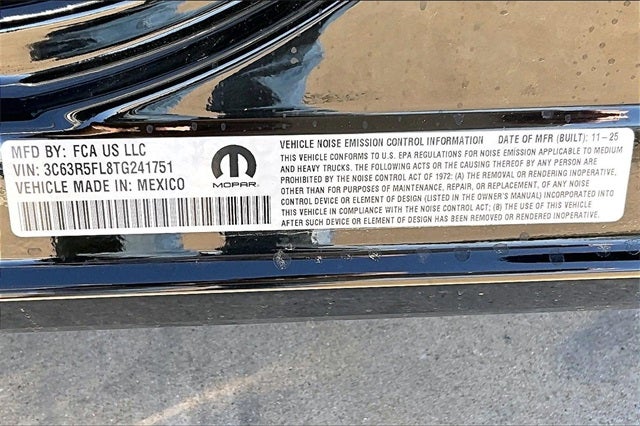 MFD BY: FCA US LLC
VIN: 3C63R5FL8TG241751
VEHICLE MADE IN: MEXICO
MOPAR
VEHICLE NOISE EMISSION CONTROL INFORMATION DATE OF MFR (BUILT): 11-25
THIS VEHICLE CONFORMS TO U.S. EPA REGULATIONS FOR NOISE EMISSION APPLICABLE TO MEDIUM
AND HEAVY TRUCKS. THE FOLLOWING ACTS OR THE CAUSING THEREOF BY ANY PERSON
ARE PROHIBITED BY THE NOISE CONTROL ACT OF 1972: (A) THE REMOVAL OR RENDERING INOPERATIVE,
OTHER THAN FOR PURPOSES OF MAINTENANCE, REPAIR, OR REPLACEMENT, OF ANY NOISE
CONTROL DEVICE OR ELEMENT OF DESIGN (LISTED IN THE OWNER'S MANUAL) INCORPORATED INTO
THIS VEHICLE IN COMPLIANCE WITH THE NOISE CONTROL ACT; (B) THE USE OF THIS VEHICLE
AFTER SUCH DEVICE OR ELEMENT OF DESIGN HAS BEEN REMOVED OR RENDERED INOPERATIVE.